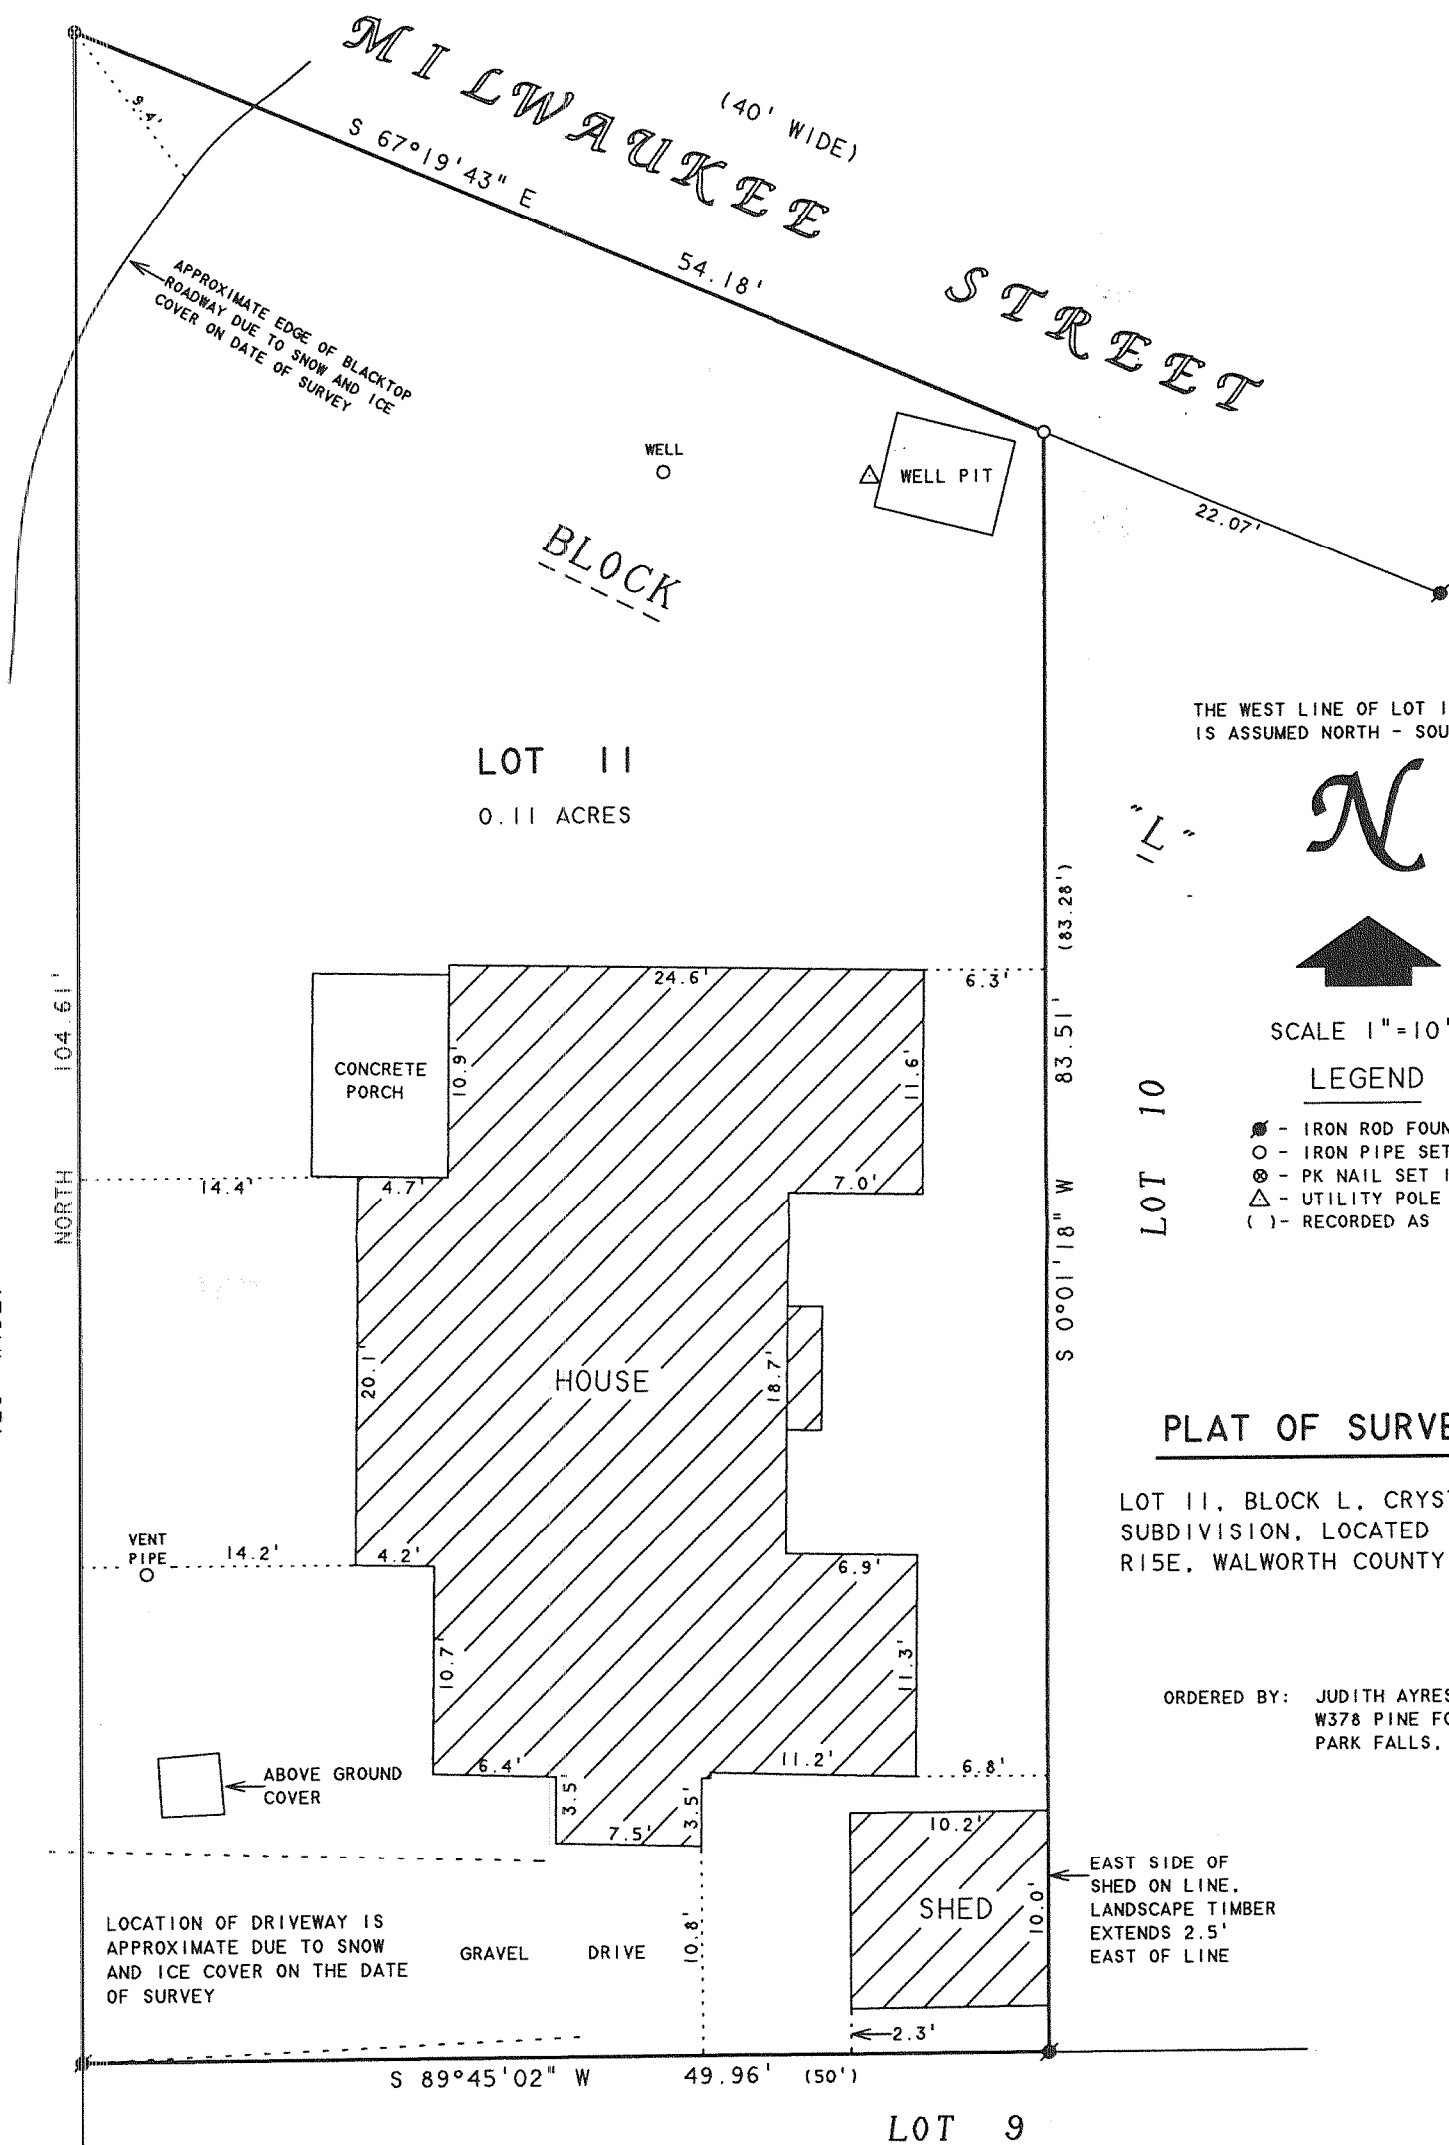 MILWAUKEE STREET
(40' WIDE)
S 67°19'43" E
54.18'
9.4'
APPROXIMATE EDGE OF BLACKTOP
ROADWAY DUE TO SNOW AND ICE
COVER ON DATE OF SURVEY
WELL
WELL PIT
22.07'
BLOCK
"L"
THE WEST LINE OF LOT 1
IS ASSUMED NORTH - SOU
LOT 11
0.11 ACRES
N
SCALE 1"=10'
LEGEND
- IRON ROD FOUN
- IRON PIPE SET
- PK NAIL SET I
- UTILITY POLE
( )- RECORDED AS
(83.28')
83.51'
S 0°01'18" W
LOT 10
104.61'
NORTH
24.6'
6.3'
CONCRETE
PORCH
10.9'
11.6'
14.4'
4.7'
7.0'
20.1'
HOUSE
18.7'
VENT
PIPE
14.2'
4.2'
6.9'
10.7'
11.3'
6.4'
11.2'
6.8'
3.5'
3.5'
7.5'
ABOVE GROUND
COVER
10.2'
SHED
10.0'
EAST SIDE OF
SHED ON LINE,
LANDSCAPE TIMBER
EXTENDS 2.5'
EAST OF LINE
LOCATION OF DRIVEWAY IS
APPROXIMATE DUE TO SNOW
AND ICE COVER ON THE DATE
OF SURVEY
GRAVEL DRIVE
10.8'
2.3'
S 89°45'02" W 49.96' (50')
LOT 9
PLAT OF SURVE
LOT 11, BLOCK L, CRYS
SUBDIVISION, LOCATED
R15E, WALWORTH COUNTY
ORDERED BY: JUDITH AYRES
W378 PINE FO
PARK FALLS,